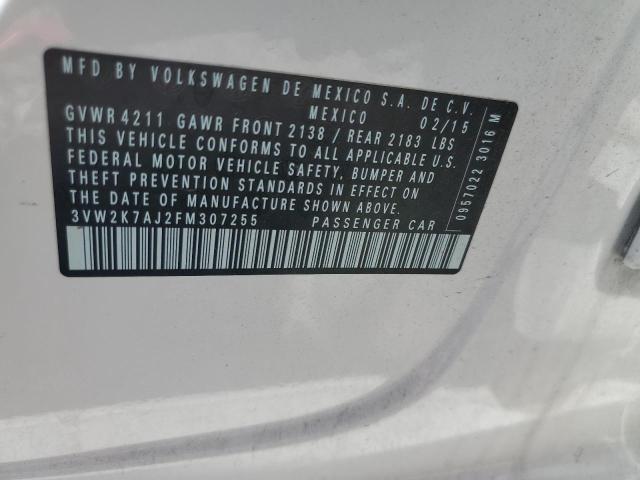 MFD BY VOLKSWAGEN DE MEXICO S.A. DE C.V.
MEXICO 02/15
GVWR 4211 GAWR FRONT 2138 / REAR 2183 LBS
THIS VEHICLE CONFORMS TO ALL APPLICABLE U.S.
FEDERAL MOTOR VEHICLE SAFETY, BUMPER AND
THEFT PREVENTION STANDARDS IN EFFECT ON
THE DATE OF MANUFACTURE SHOWN ABOVE.
3VW2K7AJ2FM307255 PASSENGER CAR
0957022 3016 M